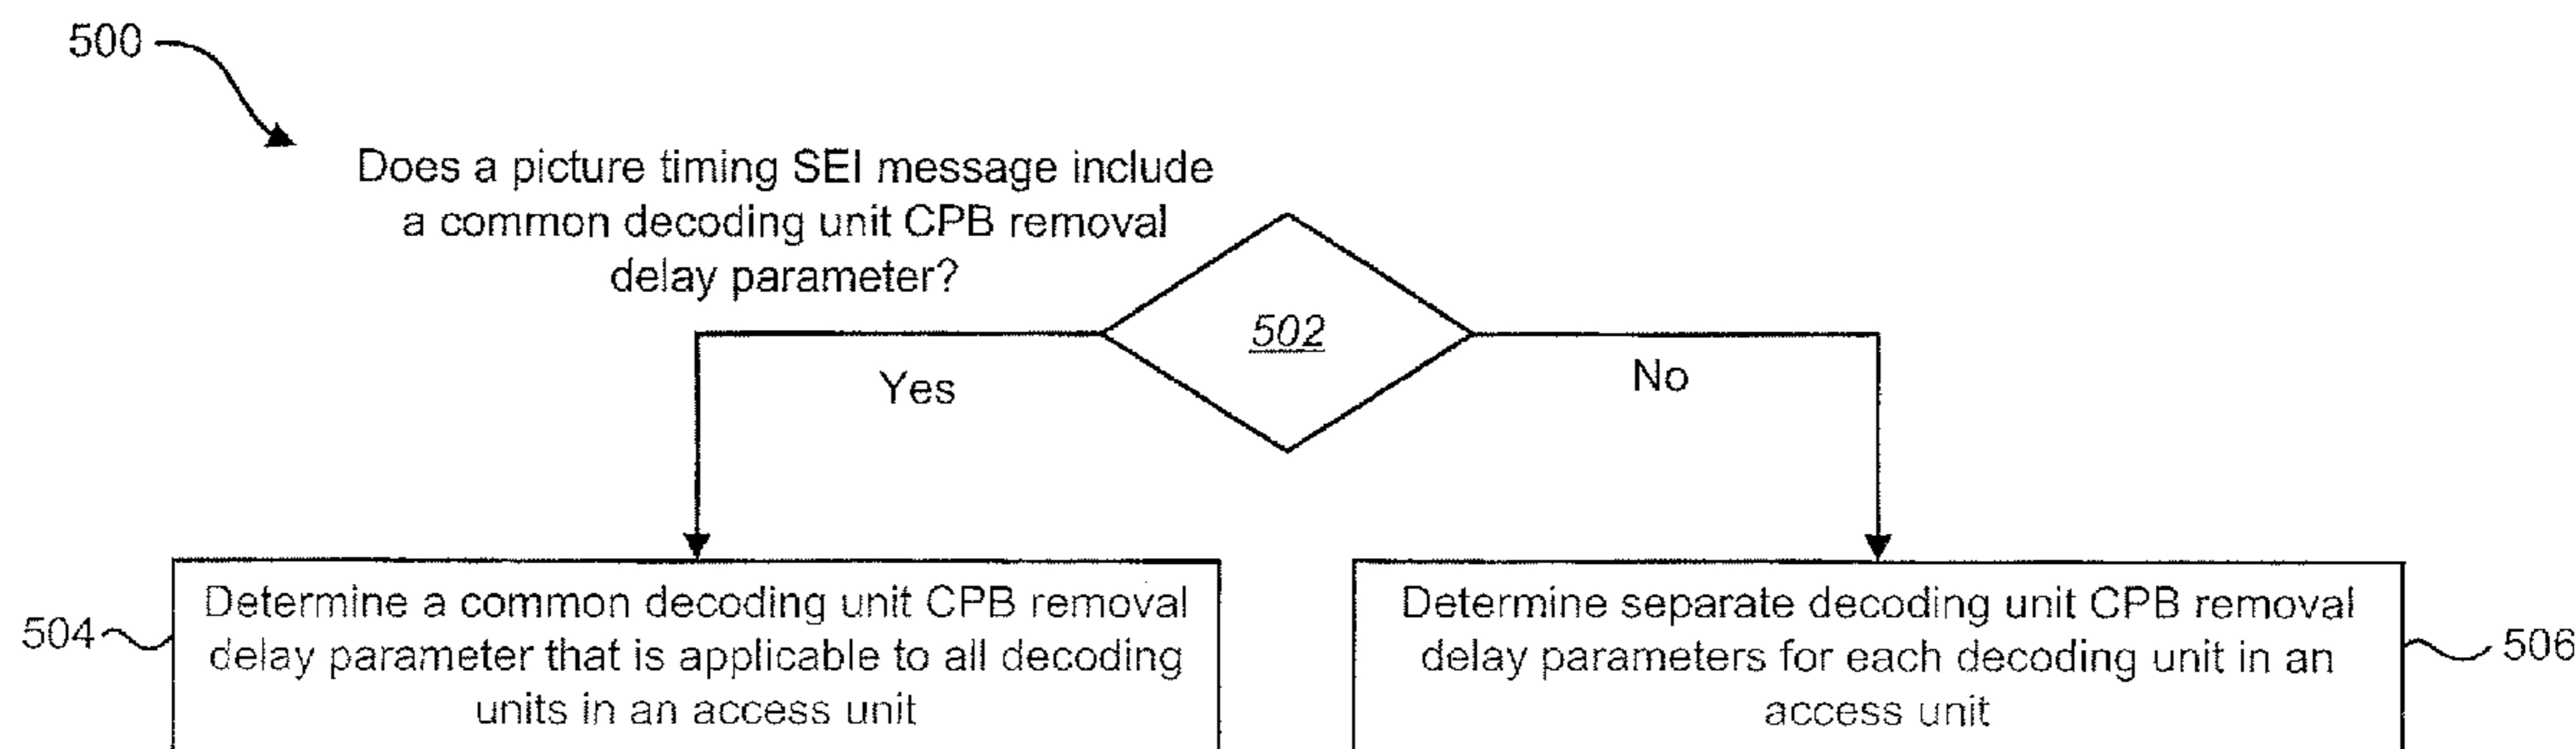 500
Does a picture timing SEI message include
a common decoding unit CPB removal
delay parameter?
502
Yes
No
504
Determine a common decoding unit CPB removal
delay parameter that is applicable to all decoding
units in an access unit
Determine separate decoding unit CPB removal
delay parameters for each decoding unit in an
access unit
506